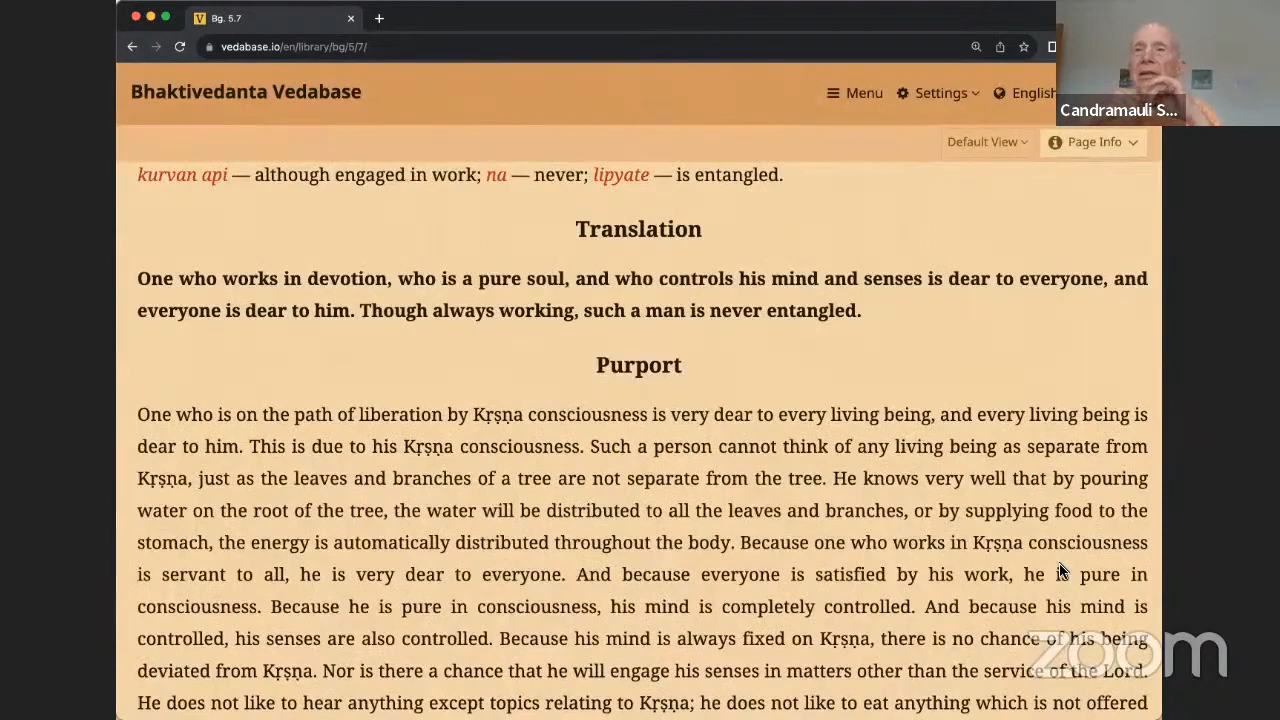 Bg. 5.7
vedabase.io/en/library/bg/5/7/
Bhaktivedanta Vedabase
Menu Settings English
Candramauli S...
Default View Page Info
kurvan api — although engaged in work; na — never; lipyate — is entangled.
Translation
One who works in devotion, who is a pure soul, and who controls his mind and senses is dear to everyone, and
everyone is dear to him. Though always working, such a man is never entangled.
Purport
One who is on the path of liberation by Kṛṣṇa consciousness is very dear to every living being, and every living being is
dear to him. This is due to his Kṛṣṇa consciousness. Such a person cannot think of any living being as separate from
Kṛṣṇa, just as the leaves and branches of a tree are not separate from the tree. He knows very well that by pouring
water on the root of the tree, the water will be distributed to all the leaves and branches, or by supplying food to the
stomach, the energy is automatically distributed throughout the body. Because one who works in Kṛṣṇa consciousness
is servant to all, he is very dear to everyone. And because everyone is satisfied by his work, he is pure in
consciousness. Because he is pure in consciousness, his mind is completely controlled. And because his mind is
controlled, his senses are also controlled. Because his mind is always fixed on Kṛṣṇa, there is no chance of his being
deviated from Kṛṣṇa. Nor is there a chance that he will engage his senses in matters other than the service of the Lord.
He does not like to hear anything except topics relating to Kṛṣṇa; he does not like to eat anything which is not offered
zoom